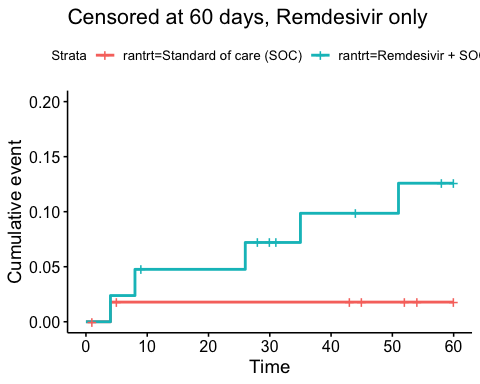 Censored at 60 days, Remdesivir only
Strata rantrt=Standard of care (SOC) rantrt=Remdesivir + SO
0.20
0.15
0.10
0.05
0.00
Cumulative event
0 10 20 30 40 50 60
Time